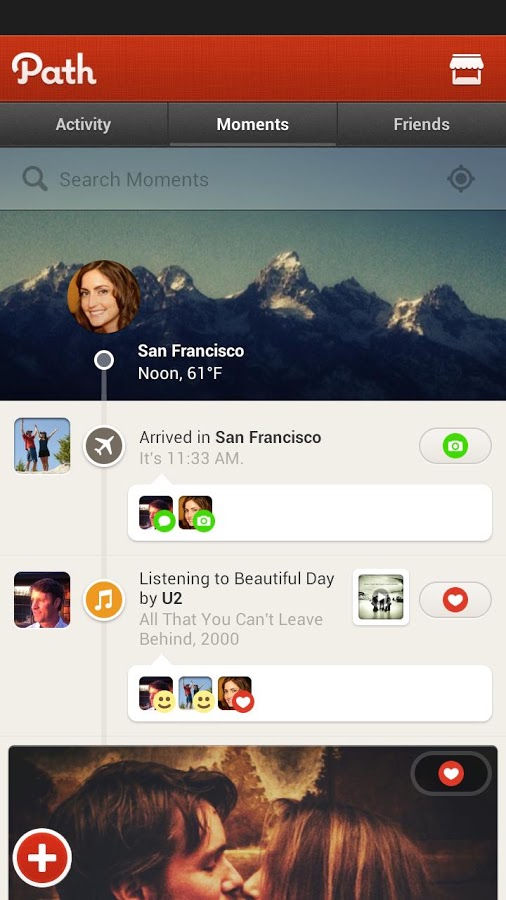 Path
Activity
Moments
Friends
Search Moments
San Francisco
Noon, 61°F
Arrived in San Francisco
It's 11:33 AM.
Listening to Beautiful Day
by U2
All That You Can't Leave
Behind, 2000